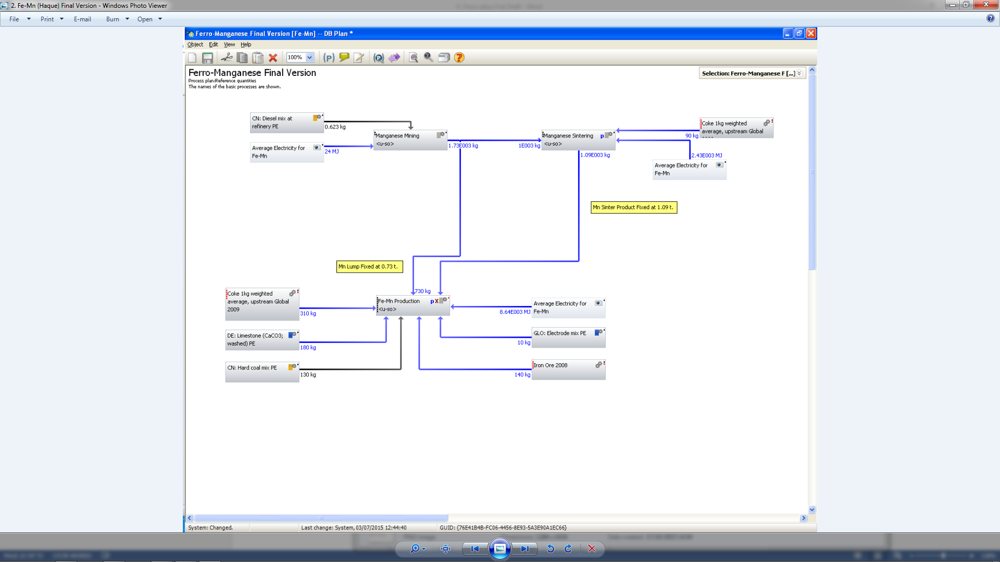 2. Fe-Mn (Haque) Final Version - Windows Photo Viewer
File Print E-mail Burn Open
Ferro-Manganese Final Version [Fe-Mn] -- DB Plan *
Object Edit View Help
100%
Ferro-Manganese Final Version
Process plan:Reference quantities
The names of the basic processes are shown.
Selection: Ferro-Manganese F [...]
CN: Diesel mix at
refinery PE
0.623 kg
Average Electricity for
Fe-Mn
24 MJ
Manganese Mining
<u-so>
1.73E003 kg
1E003 kg
Manganese Sintering
p
<u-so>
1.09E003 kg
Coke 1kg weighted
average, upstream Global
90 kg
2.43E003 MJ
Average Electricity for
Fe-Mn
Mn Sinter Product Fixed at 1.09 t.
Mn Lump Fixed at 0.73 t.
730 kg
Coke 1kg weighted
average, upstream Global
2009
310 kg
Fe-Mn Production
pX
<u-so>
Average Electricity for
Fe-Mn
8.64E003 MJ
DE: Limestone (CaCO3;
washed) PE
180 kg
GLO: Electrode mix PE
10 kg
CN: Hard coal mix PE
130 kg
Iron Ore 2008
140 kg
System: Changed.
Last change: System, 03/07/2015 12:44:40
GUID: {76E41B4B-FC06-4456-8E93-5A3E90A1EC66}